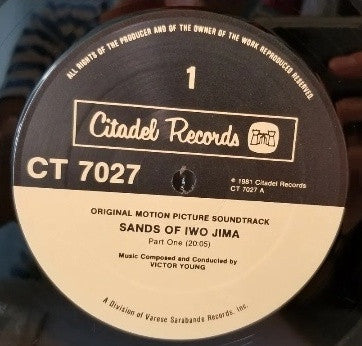 ALL RIGHTS OF THE PRODUCER AND OF THE OWNER OF THE WORK REPRODUCED RESERVED
1
Citadel Records
CT 7027
℗ 1981 Citadel Records
CT 7027 A
ORIGINAL MOTION PICTURE SOUNDTRACK
SANDS OF IWO JIMA
Part One (20:05)
Music Composed and Conducted by
VICTOR YOUNG
A Division of Varese Sarabande Records, Inc.